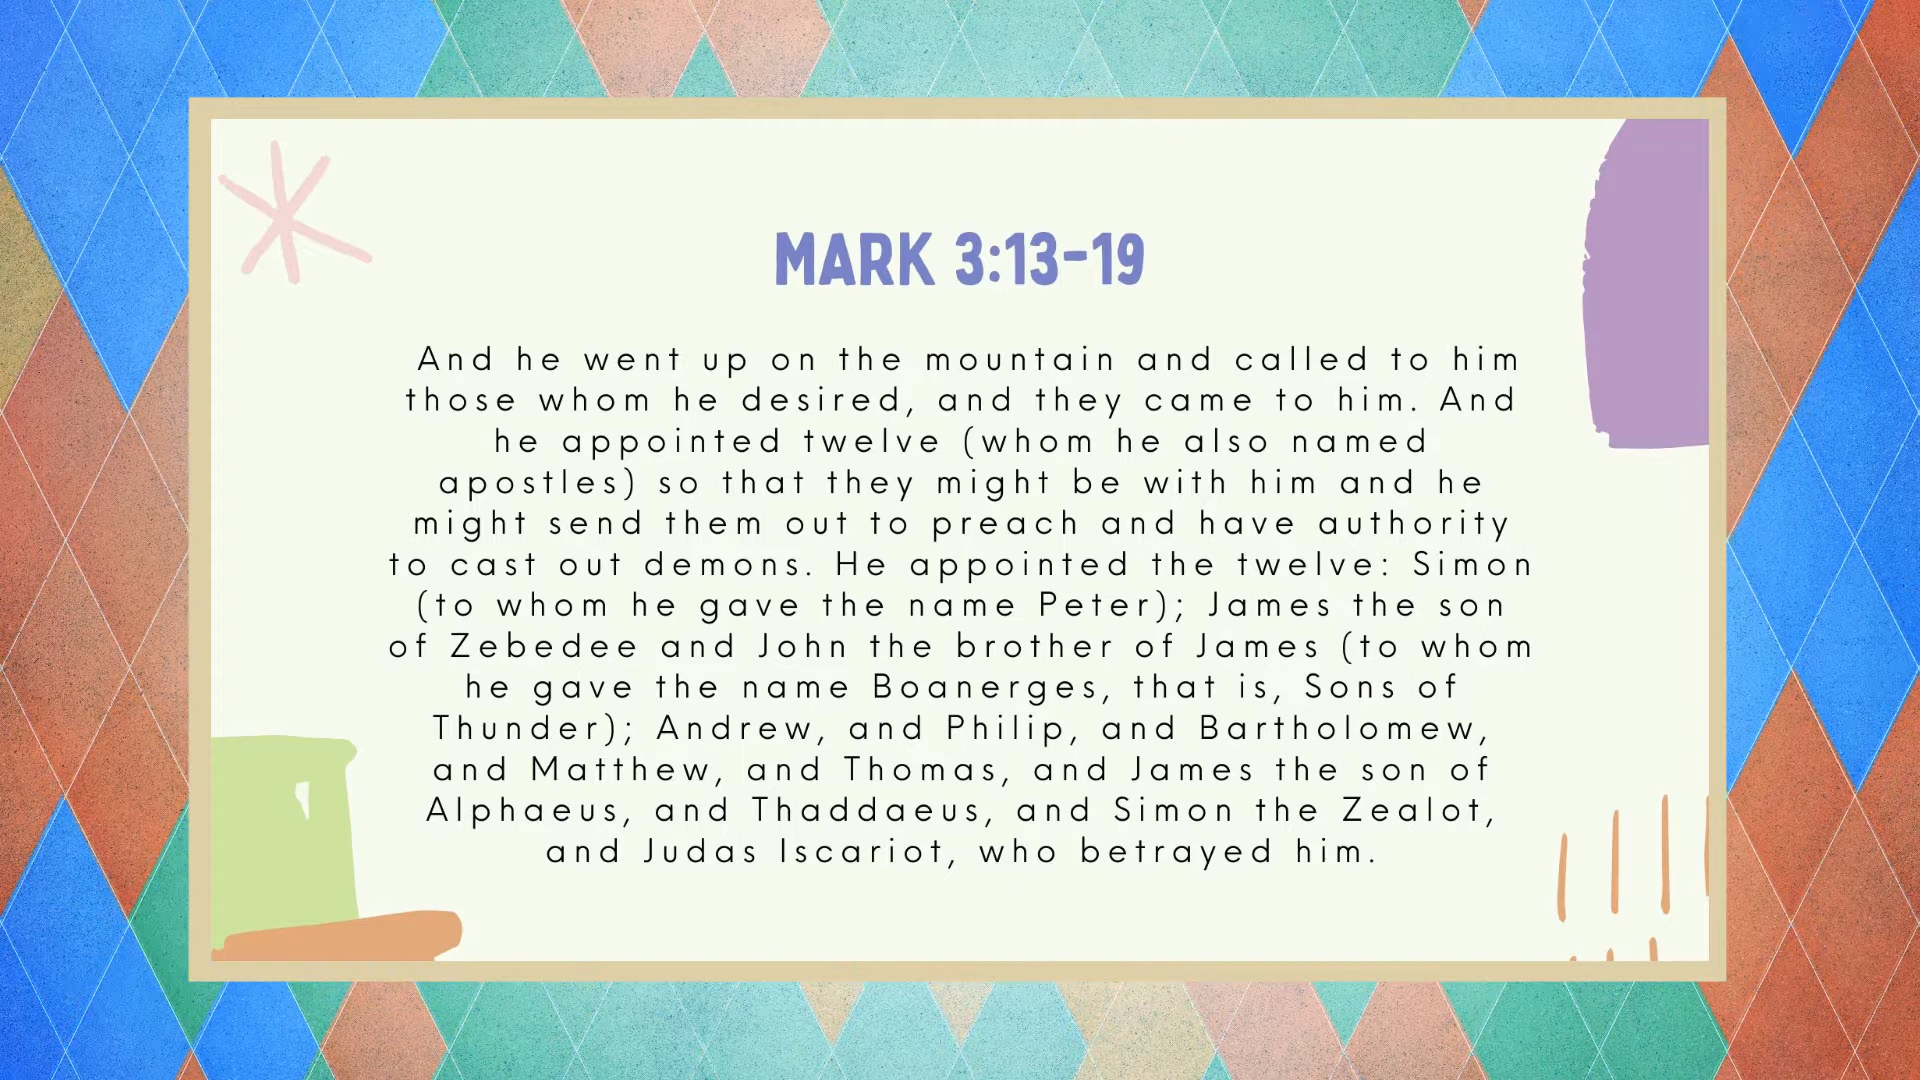 MARK 3:13-19
And he went up on the mountain and called to him
those whom he desired, and they came to him. And
he appointed twelve (whom he also named
apostles) so that they might be with him and he
might send them out to preach and have authority
to cast out demons. He appointed the twelve: Simon
(to whom he gave the name Peter); James the son
of Zebedee and John the brother of James (to whom
he gave the name Boanerges, that is, Sons of
Thunder); Andrew, and Philip, and Bartholomew,
and Matthew, and Thomas, and James the son of
Alphaeus, and Thaddaeus, and Simon the Zealot,
and Judas Iscariot, who betrayed him.